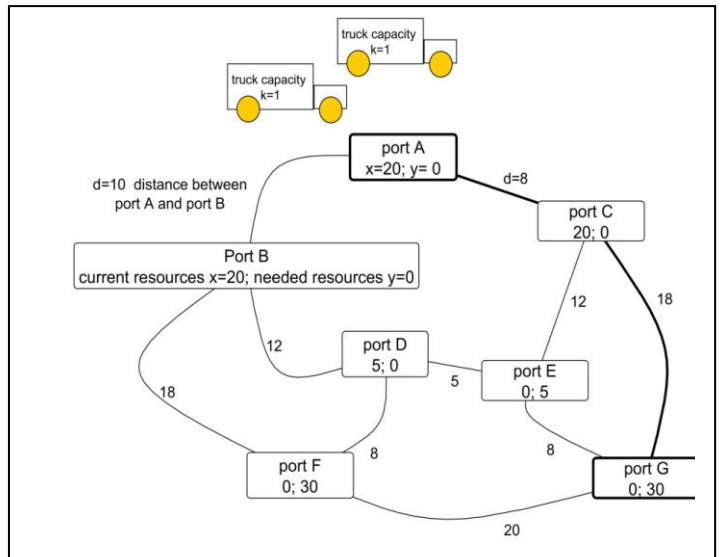 truck capacity
k=1
truck capacity
k=1
port A
x=20; y= 0
d=10 distance between
port A and port B
d=8
port C
20; 0
Port B
current resources x=20; needed resources y=0
12
18
12
port D
5; 0
port E
0; 5
5
18
8
8
port F
0; 30
port G
0; 30
20